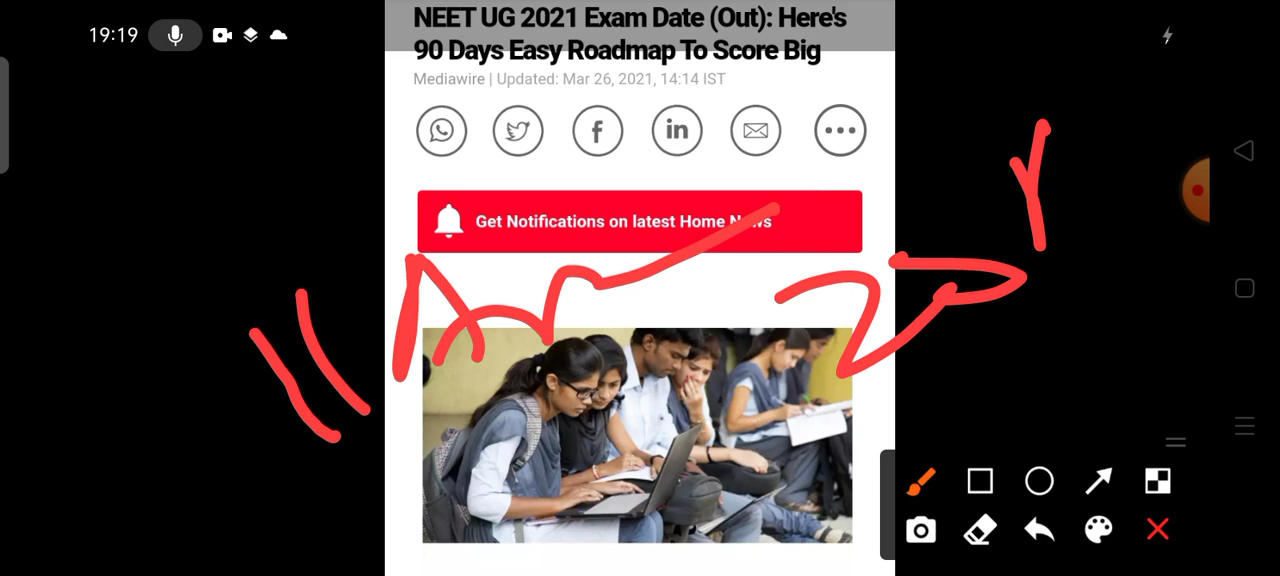 19:19
NEET UG 2021 Exam Date (Out): Here's
90 Days Easy Roadmap To Score Big
Mediawire | Updated: Mar 26, 2021, 14:14 IST
Get Notifications on latest Home News